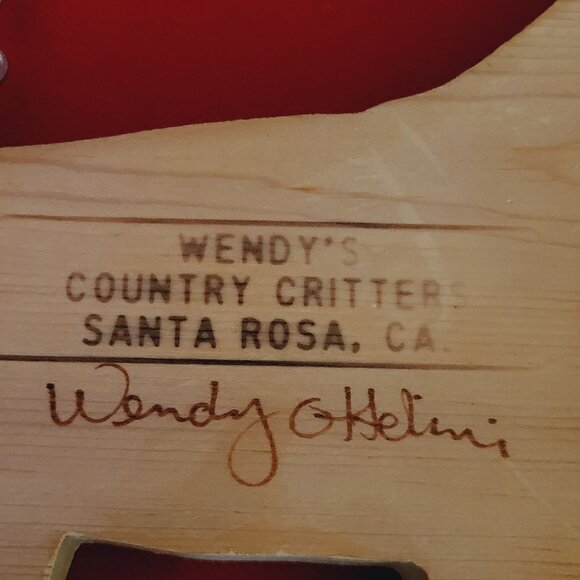 WENDY'S
COUNTRY CRITTERS
SANTA ROSA, CA.
Wendy